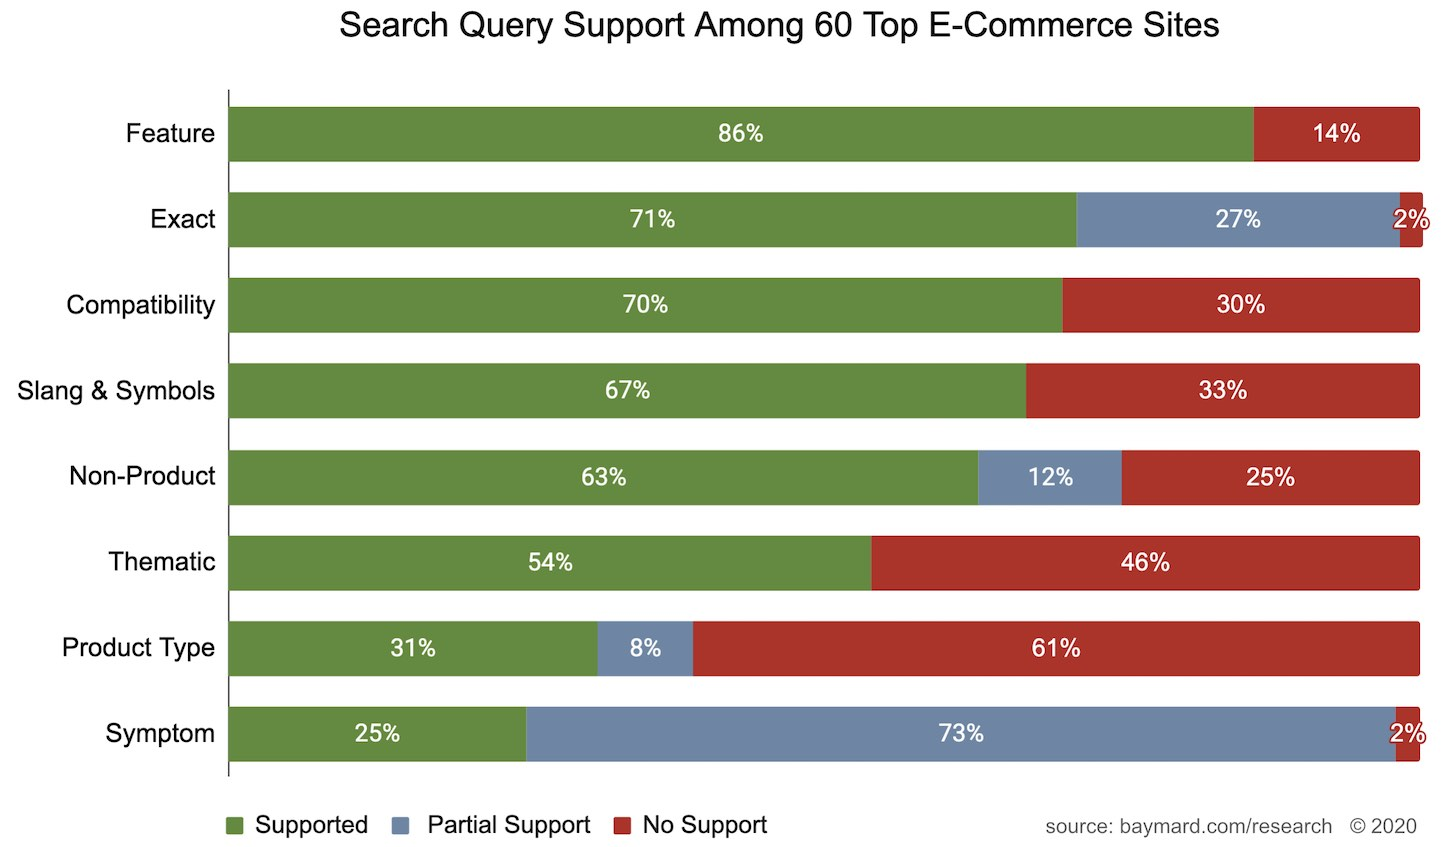 Search Query Support Among 60 Top E-Commerce Sites
Feature 86% 14%
Exact 71% 27% 2%
Compatibility 70% 30%
Slang & Symbols 67% 33%
Non-Product 63% 12% 25%
Thematic 54% 46%
Product Type 31% 8% 61%
Symptom 25% 73% 2%
Supported Partial Support No Support source: baymard.com/research © 2020